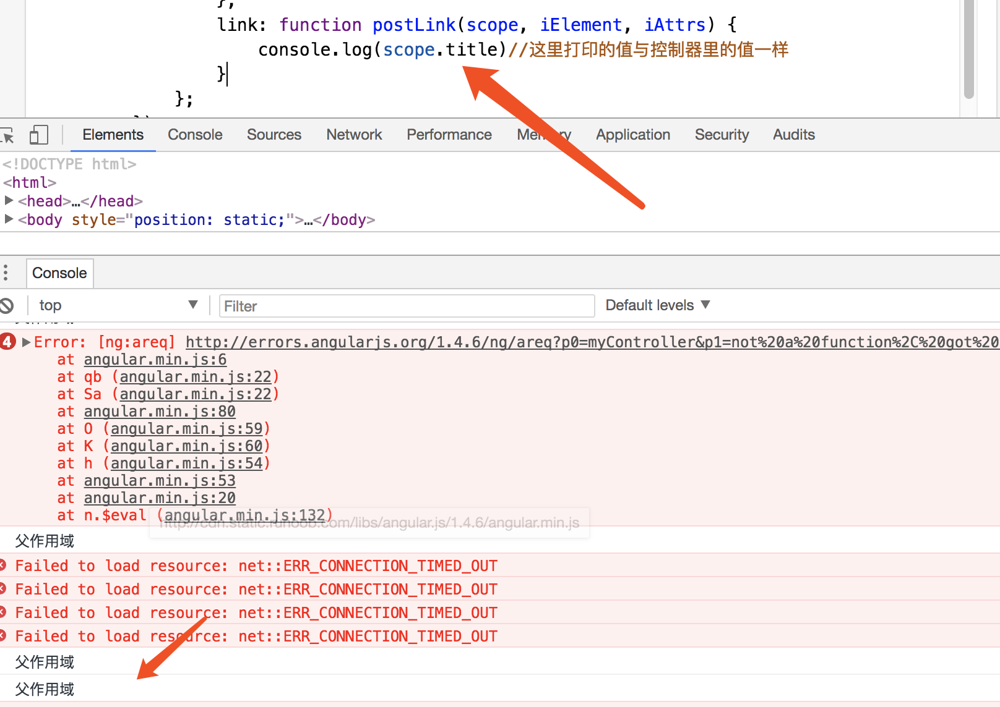 },
link: function postLink(scope, iElement, iAttrs) {
console.log(scope.title)//这里打印的值与控制器里的值一样
}
};
Elements Console Sources Network Performance Memory Application Security Audits
<!DOCTYPE html>
<html>
<head>…</head>
<body style="position: static;">…</body>
Console
top Filter Default levels
父作用域
4 Error: [ng:areq] http://errors.angularjs.org/1.4.6/ng/areq?p0=myController&p1=not%20a%20function%2C%20got%20
at angular.min.js:6
at qb (angular.min.js:22)
at Sa (angular.min.js:22)
at angular.min.js:80
at O (angular.min.js:59)
at K (angular.min.js:60)
at h (angular.min.js:54)
at angular.min.js:53
at angular.min.js:20
at n.$eval (angular.min.js:132)
http://cdn.static.runoob.com/libs/angular.js/1.4.6/angular.min.js
父作用域
Failed to load resource: net::ERR_CONNECTION_TIMED_OUT
Failed to load resource: net::ERR_CONNECTION_TIMED_OUT
Failed to load resource: net::ERR_CONNECTION_TIMED_OUT
Failed to load resource: net::ERR_CONNECTION_TIMED_OUT
父作用域
父作用域